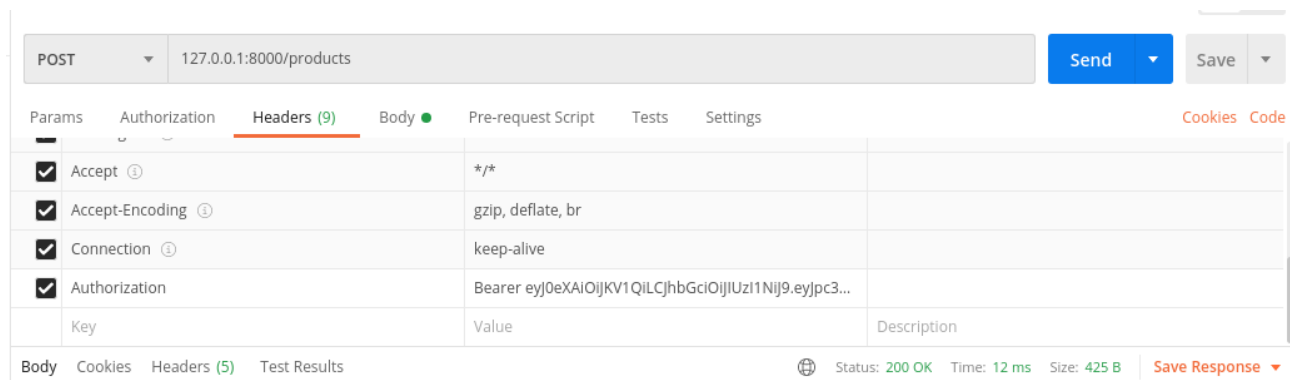 POST 127.0.0.1:8000/products Send Save
Params Authorization Headers (9) Body Pre-request Script Tests Settings Cookies Code
Accept */*
Accept-Encoding gzip, deflate, br
Connection keep-alive
Authorization Bearer eyJ0eXAiOiJKV1QiLCJhbGciOiJIUzI1NiJ9.eyJpc3...
Key Value Description
Body Cookies Headers (5) Test Results Status: 200 OK Time: 12 ms Size: 425 B Save Response